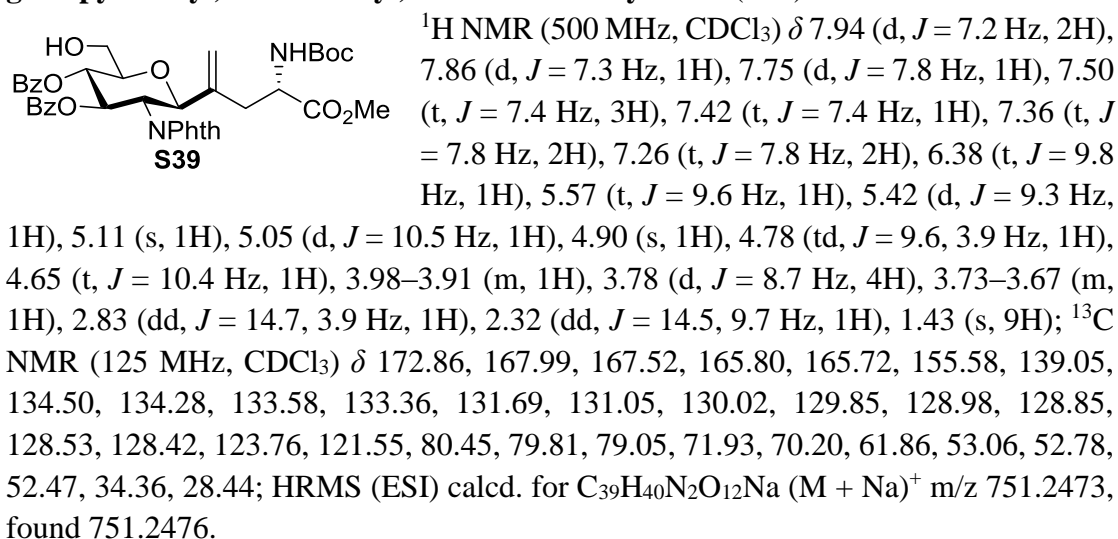 HO
O
NHBoc
BzO
BzO
CO₂Me
NPhth
S39
¹H NMR (500 MHz, CDCl₃) δ 7.94 (d, J = 7.2 Hz, 2H),
7.86 (d, J = 7.3 Hz, 1H), 7.75 (d, J = 7.8 Hz, 1H), 7.50
(t, J = 7.4 Hz, 3H), 7.42 (t, J = 7.4 Hz, 1H), 7.36 (t, J
= 7.8 Hz, 2H), 7.26 (t, J = 7.8 Hz, 2H), 6.38 (t, J = 9.8
Hz, 1H), 5.57 (t, J = 9.6 Hz, 1H), 5.42 (d, J = 9.3 Hz,
1H), 5.11 (s, 1H), 5.05 (d, J = 10.5 Hz, 1H), 4.90 (s, 1H), 4.78 (td, J = 9.6, 3.9 Hz, 1H),
4.65 (t, J = 10.4 Hz, 1H), 3.98–3.91 (m, 1H), 3.78 (d, J = 8.7 Hz, 4H), 3.73–3.67 (m,
1H), 2.83 (dd, J = 14.7, 3.9 Hz, 1H), 2.32 (dd, J = 14.5, 9.7 Hz, 1H), 1.43 (s, 9H); ¹³C
NMR (125 MHz, CDCl₃) δ 172.86, 167.99, 167.52, 165.80, 165.72, 155.58, 139.05,
134.50, 134.28, 133.58, 133.36, 131.69, 131.05, 130.02, 129.85, 128.98, 128.85,
128.53, 128.42, 123.76, 121.55, 80.45, 79.81, 79.05, 71.93, 70.20, 61.86, 53.06, 52.78,
52.47, 34.36, 28.44; HRMS (ESI) calcd. for C₃₉H₄₀N₂O₁₂Na (M + Na)⁺ m/z 751.2473,
found 751.2476.